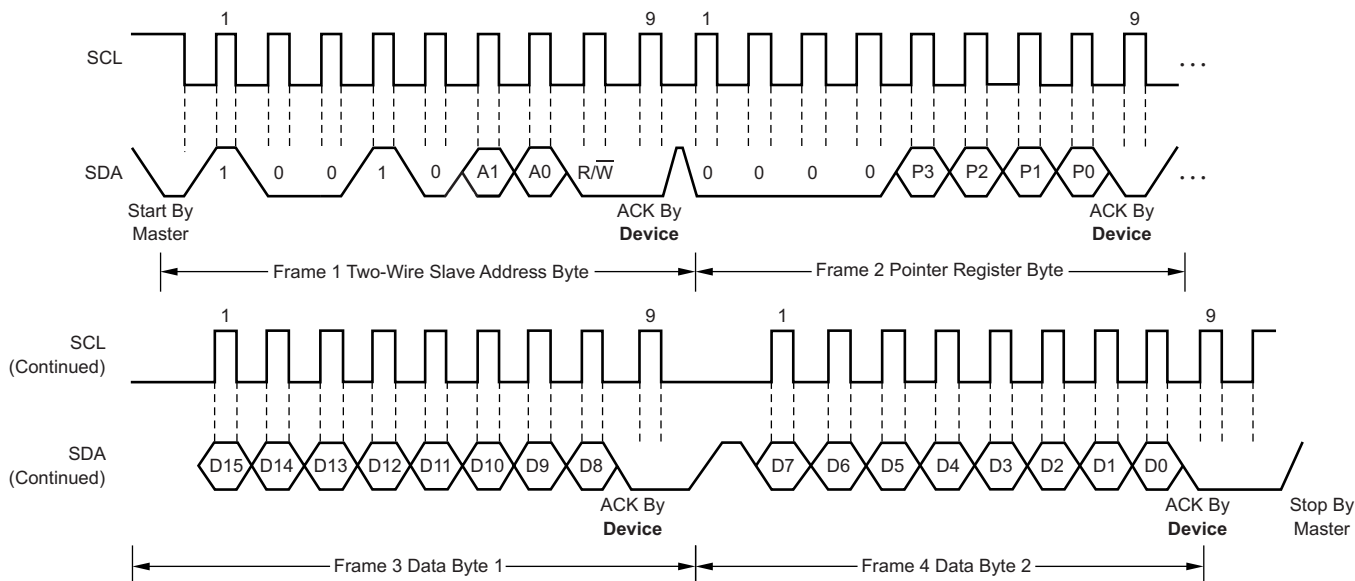 1 9 1 9
SCL ...
SDA 1 0 0 1 0 A1 A0 R/W̅ 0 0 0 0 P3 P2 P1 P0 ...
Start By Master
ACK By Device
ACK By Device
Frame 1 Two-Wire Slave Address Byte
Frame 2 Pointer Register Byte
1 9 1 9
SCL (Continued)
SDA (Continued)
D15 D14 D13 D12 D11 D10 D9 D8 D7 D6 D5 D4 D3 D2 D1 D0
ACK By Device
ACK By Device
Stop By Master
Frame 3 Data Byte 1
Frame 4 Data Byte 2